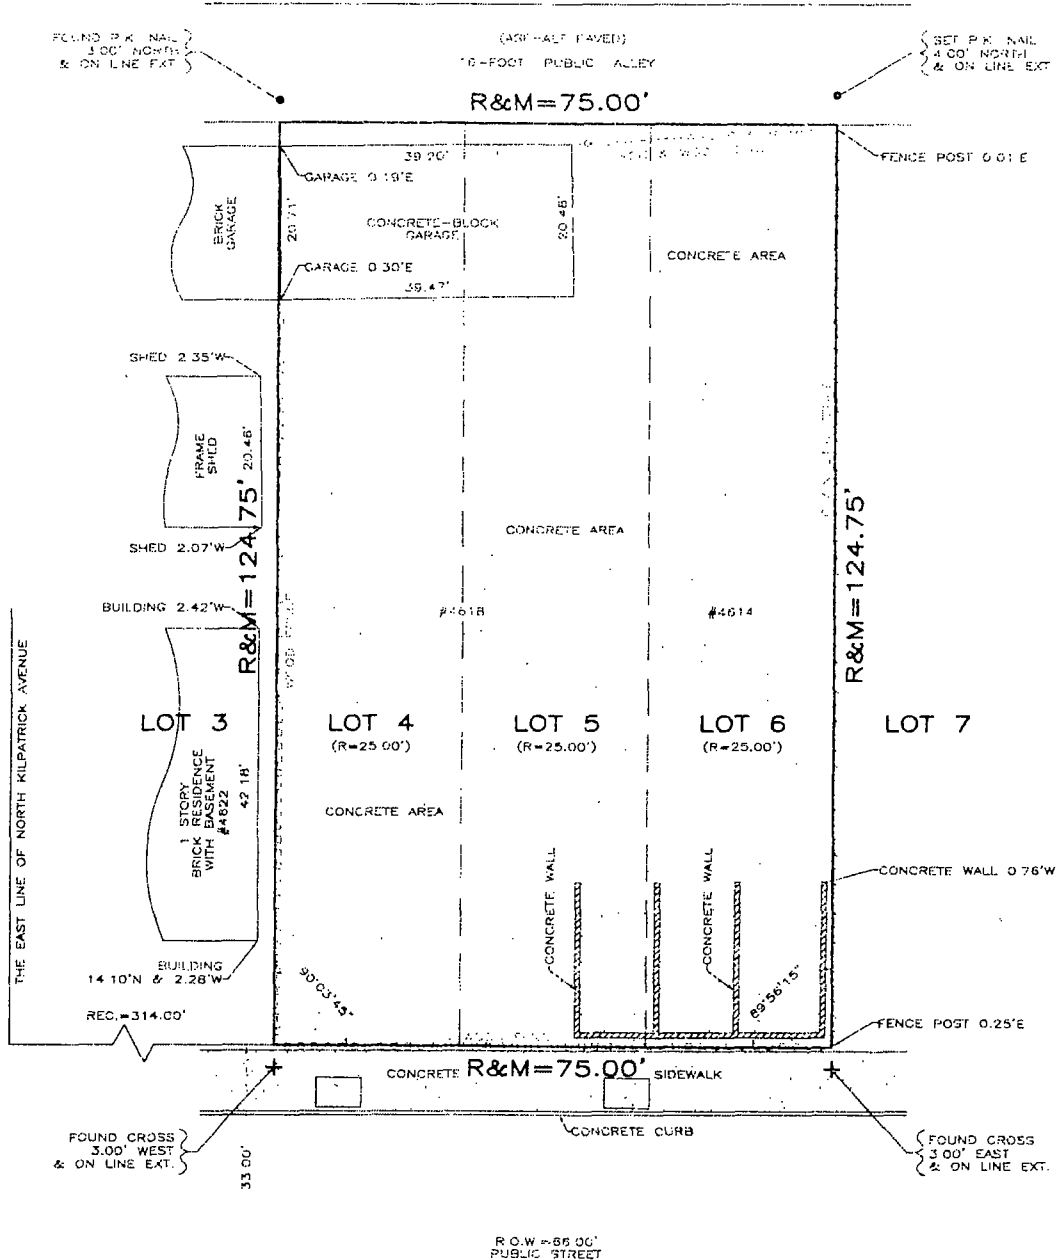 FOUND P.K. NAIL
3.00' NORTH
& ON LINE EXT
(ASPHALT PAVED)
16-FOOT PUBLIC ALLEY
SET P.K. NAIL
4.00' NORTH
& ON LINE EXT
R&M=75.00'
FENCE POST 0.01'E
39.20'
GARAGE 0.19'E
BRICK
GARAGE
20.71'
CONCRETE-BLOCK
GARAGE
20.48'
CONCRETE AREA
GARAGE 0.30'E
39.47'
SHED 2.35'W
FRAME
SHED
20.48'
R&M=124.75'
SHED 2.07'W
CONCRETE AREA
R&M=124.75'
BUILDING 2.42'W
#4618
#4614
THE EAST LINE OF NORTH KILPATRICK AVENUE
LOT 3
LOT 4
(R=25.00')
LOT 5
(R=25.00')
LOT 6
(R=25.00')
LOT 7
1 STORY
BRICK RESIDENCE
WITH BASEMENT
#4622
42.18'
CONCRETE AREA
CONCRETE WALL
CONCRETE WALL
CONCRETE WALL 0.76'W
BUILDING
14.10'N & 2.28'W
90°03'45"
89°56'15"
REC.=314.00'
FENCE POST 0.25'E
CONCRETE R&M=75.00' SIDEWALK
FOUND CROSS
3.00' WEST
& ON LINE EXT.
33.00'
CONCRETE CURB
FOUND CROSS
3.00' EAST
& ON LINE EXT.
R.O.W.=66.00'
PUBLIC STREET